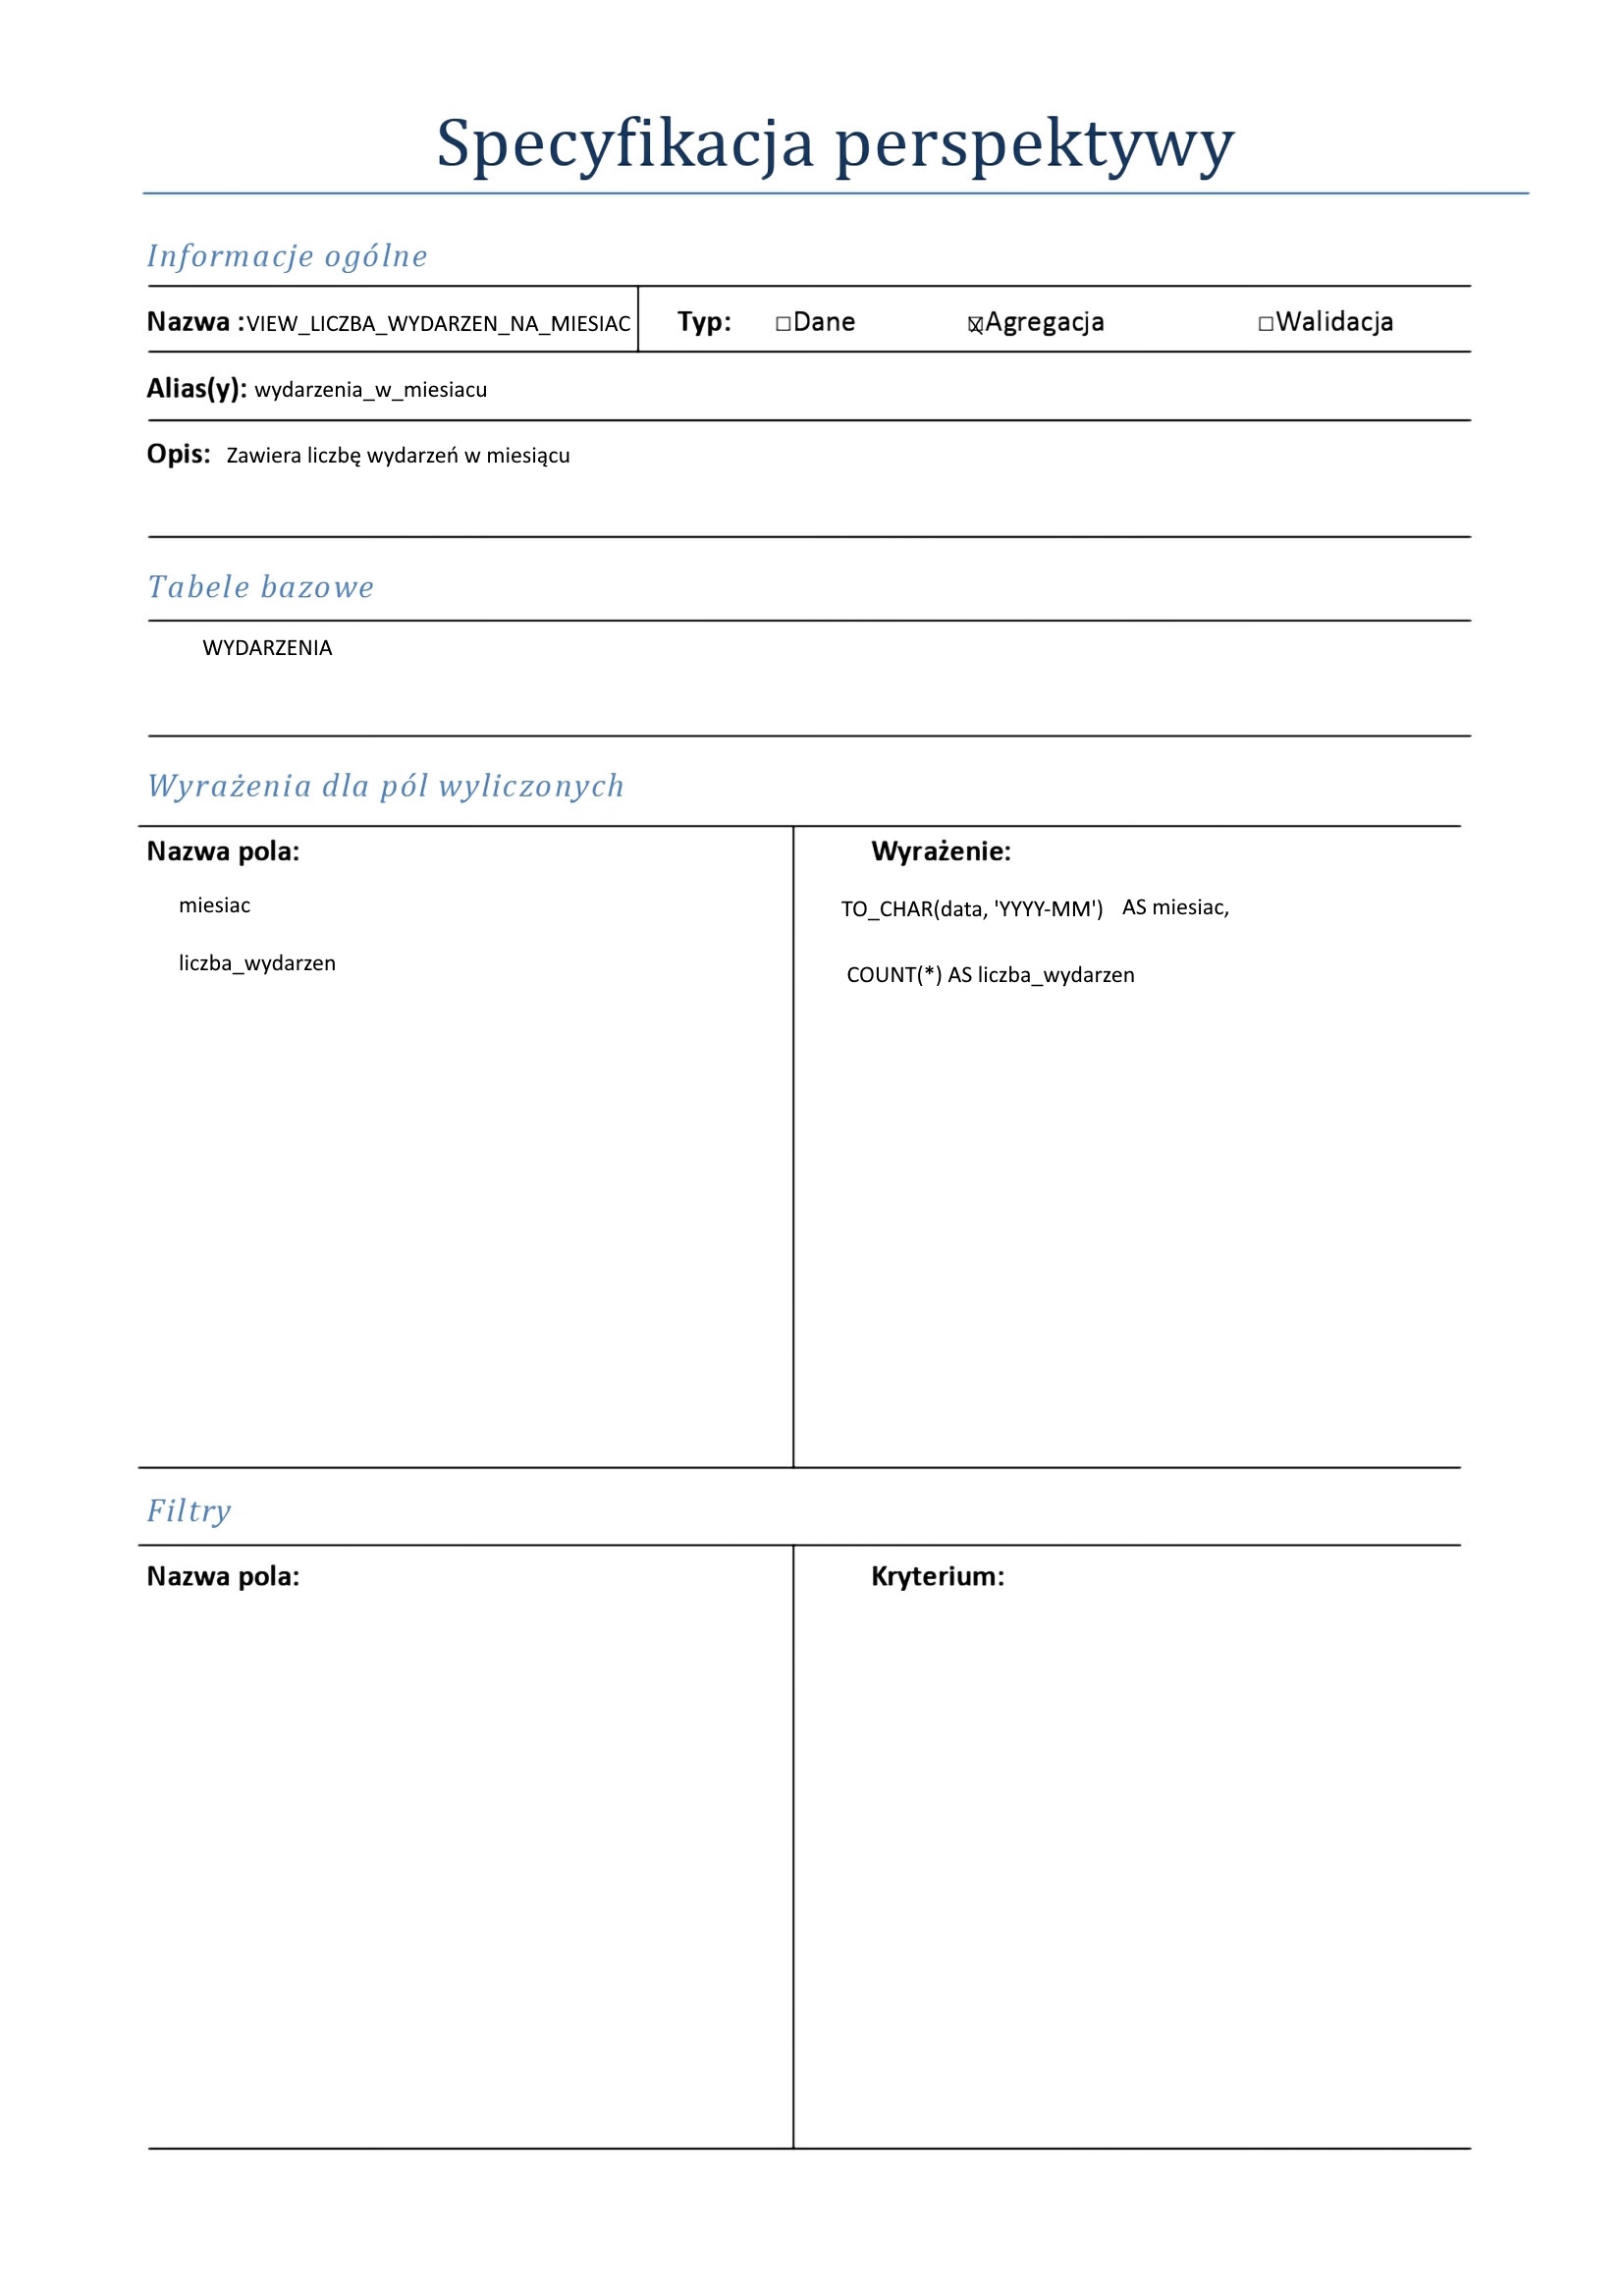 Specyfikacja perspektywy
Informacje ogólne
Nazwa :VIEW_LICZBA_WYDARZEN_NA_MIESIAC Typ: ☐Dane ☒Agregacja ☐Walidacja
Alias(y): wydarzenia_w_miesiacu
Opis: Zawiera liczbę wydarzeń w miesiącu
Tabele bazowe
WYDARZENIA
Wyrażenia dla pól wyliczonych
Nazwa pola: Wyrażenie:
miesiac TO_CHAR(data, 'YYYY-MM') AS miesiac,
liczba_wydarzen COUNT(*) AS liczba_wydarzen
Filtry
Nazwa pola: Kryterium: